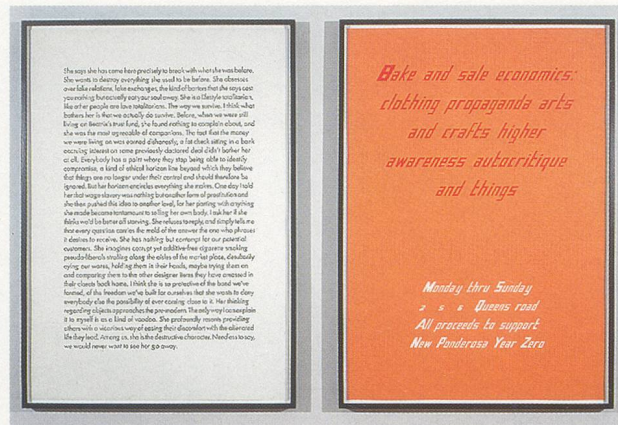 She says she has come here precisely to break with what she was before.
She wants to destroy everything she used to be before. She obsesses
over fake relations, fake exchanges, the kind of barters that she says cost
you nothing but actually earn your soul away. She is a lifestyle totalitarian,
like other people are love totalitarians. The way we survive. I think what
bothers her is that we actually do survive. Before, when we were still
living on Beatrix's trust fund, she found nothing to complain about, and
she was the most agreeable of companions. The fact that the money
we were living on was earned dishonestly, a fat check sitting in a bank
accruing interest on some previously doctored deal didn't bother her
at all. Everybody has a point where they stop being able to identify
compromise, a kind of ethical horizon line beyond which they believe
that things are no longer under their control and should therefore be
ignored. But her horizon encircles everything she makes. One day I told
her that wage slavery was nothing but another form of prostitution and
she then pushed this idea to another level, for her parting with anything
she made became tantamount to selling her own body. I ask her if she
thinks we'd be better off starving. She refuses to reply, and simply tells me
that every question carries the mold of the answer the one who phrases
it desires to receive. She has nothing but contempt for our potential
customers. She imagines corrupt yet additive-free cigarette smoking
pseudo-liberals strolling along the aisles of the market place, desultorily
eying our wares, holding them in their hands, maybe trying them on
and comparing them to the other designer items they have amassed in
their closets back home. I think she is so protective of the bond we've
formed, of the freedom we've built for ourselves that she wants to deny
everybody else the possibility of ever coming close to it. Her thinking
regarding objects approaches the pre-modern. The only way I can explain
it to myself is as a kind of voodoo. She profoundly resents providing
others with a vicarious way of easing their discomfort with the alienated
life they lead. Among us, she is the destructive character. Needless to say,
we would never want to see her go away.
Bake and sale economics:
clothing propaganda arts
and crafts higher
awareness autocritique
and things
Monday thru Sunday
2 5 6 Queens road
All proceeds to support
New Ponderosa Year Zero